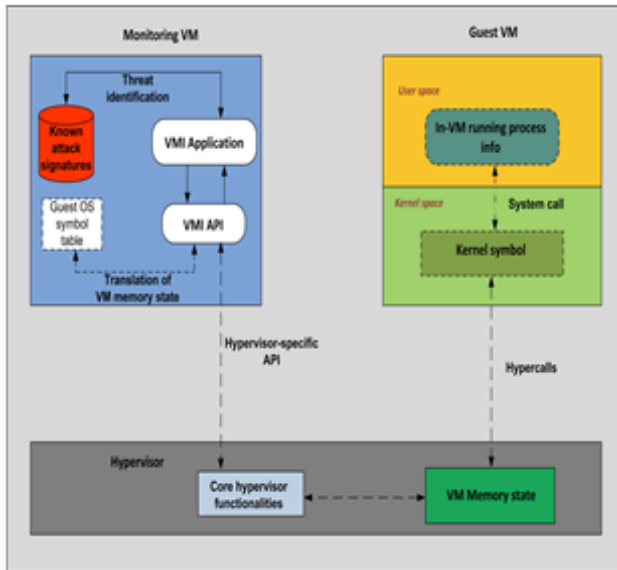 Monitoring VM
Guest VM
Threat
identification
Known
attack
signatures
VMI Application
Guest OS
symbol
table
VMI API
Translation of
VM memory state
User space
In-VM running process
info
Kernel space
System call
Kernel symbol
Hypervisor-specific
API
Hypercalls
Hypervisor
Core hypervisor
functionalities
VM Memory state